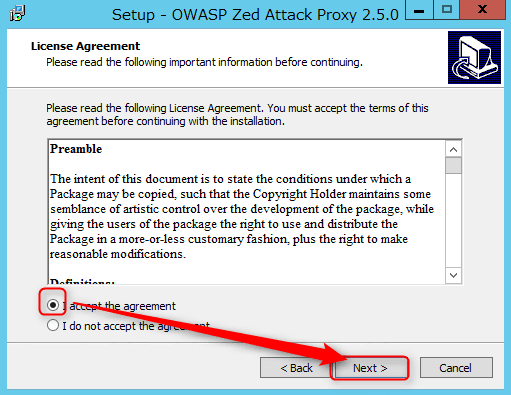 Setup - OWASP Zed Attack Proxy 2.5.0
License Agreement
Please read the following important information before continuing.
Please read the following License Agreement. You must accept the terms of this
agreement before continuing with the installation.
Preamble
The intent of this document is to state the conditions under which a
Package may be copied, such that the Copyright Holder maintains some
semblance of artistic control over the development of the package, while
giving the users of the package the right to use and distribute the
Package in a more-or-less customary fashion, plus the right to make
reasonable modifications.
Definitions:
I accept the agreement
I do not accept the agreement
< Back
Next >
Cancel